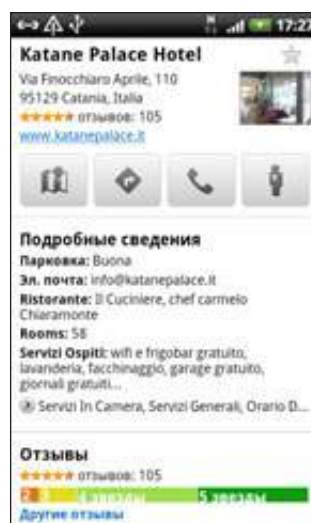 17:27
Katane Palace Hotel
Via Finocchiaro Aprile, 110
95129 Catania, Italia
отзывов: 105
www.katanepalace.it
Подробные сведения
Парковка: Buona
Эл. почта: info@katanepalace.it
Ristorante: Il Cuciniere, chef carmelo
Chiaramonte
Rooms: 58
Servizi Ospiti: wifi e frigobar gratuito,
lavanderia, facchinaggio, garage gratuito,
giornali gratuiti...
Servizi In Camera, Servizi Generali, Orario D...
Отзывы
отзывов: 105
2 3 4 звезды 5 звезды
Другие отзывы